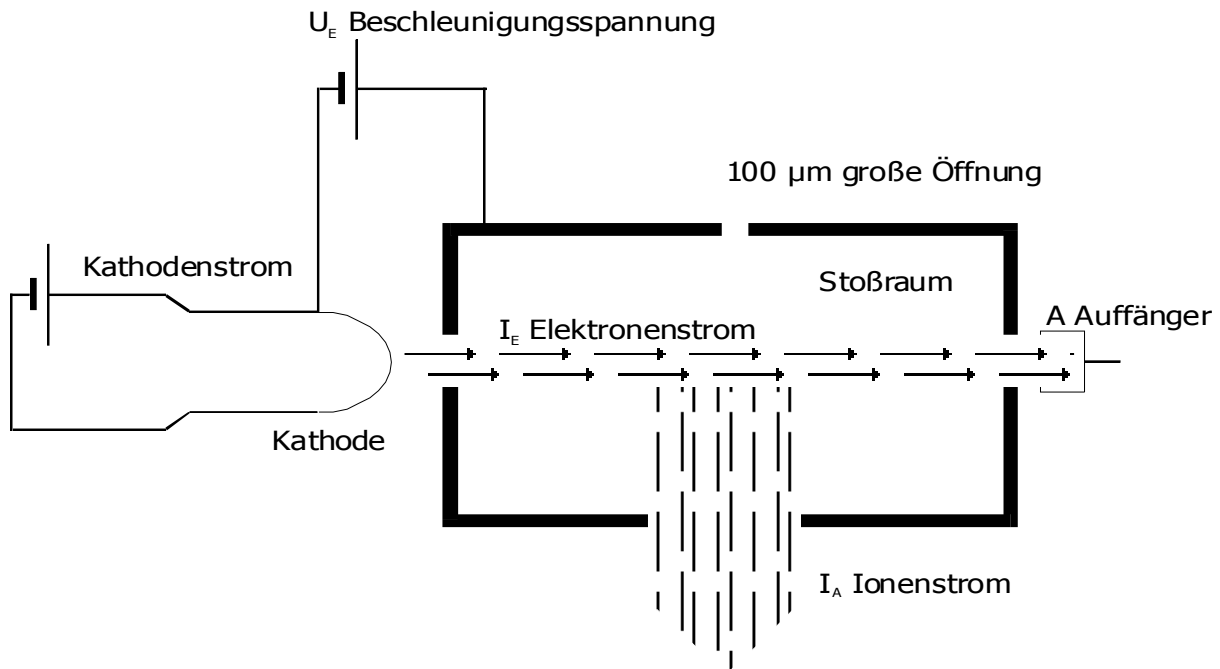 U_E Beschleunigungsspannung
100 µm große Öffnung
Kathodenstrom
Stoßraum
A Auffänger
I_E Elektronenstrom
Kathode
I_A Ionenstrom